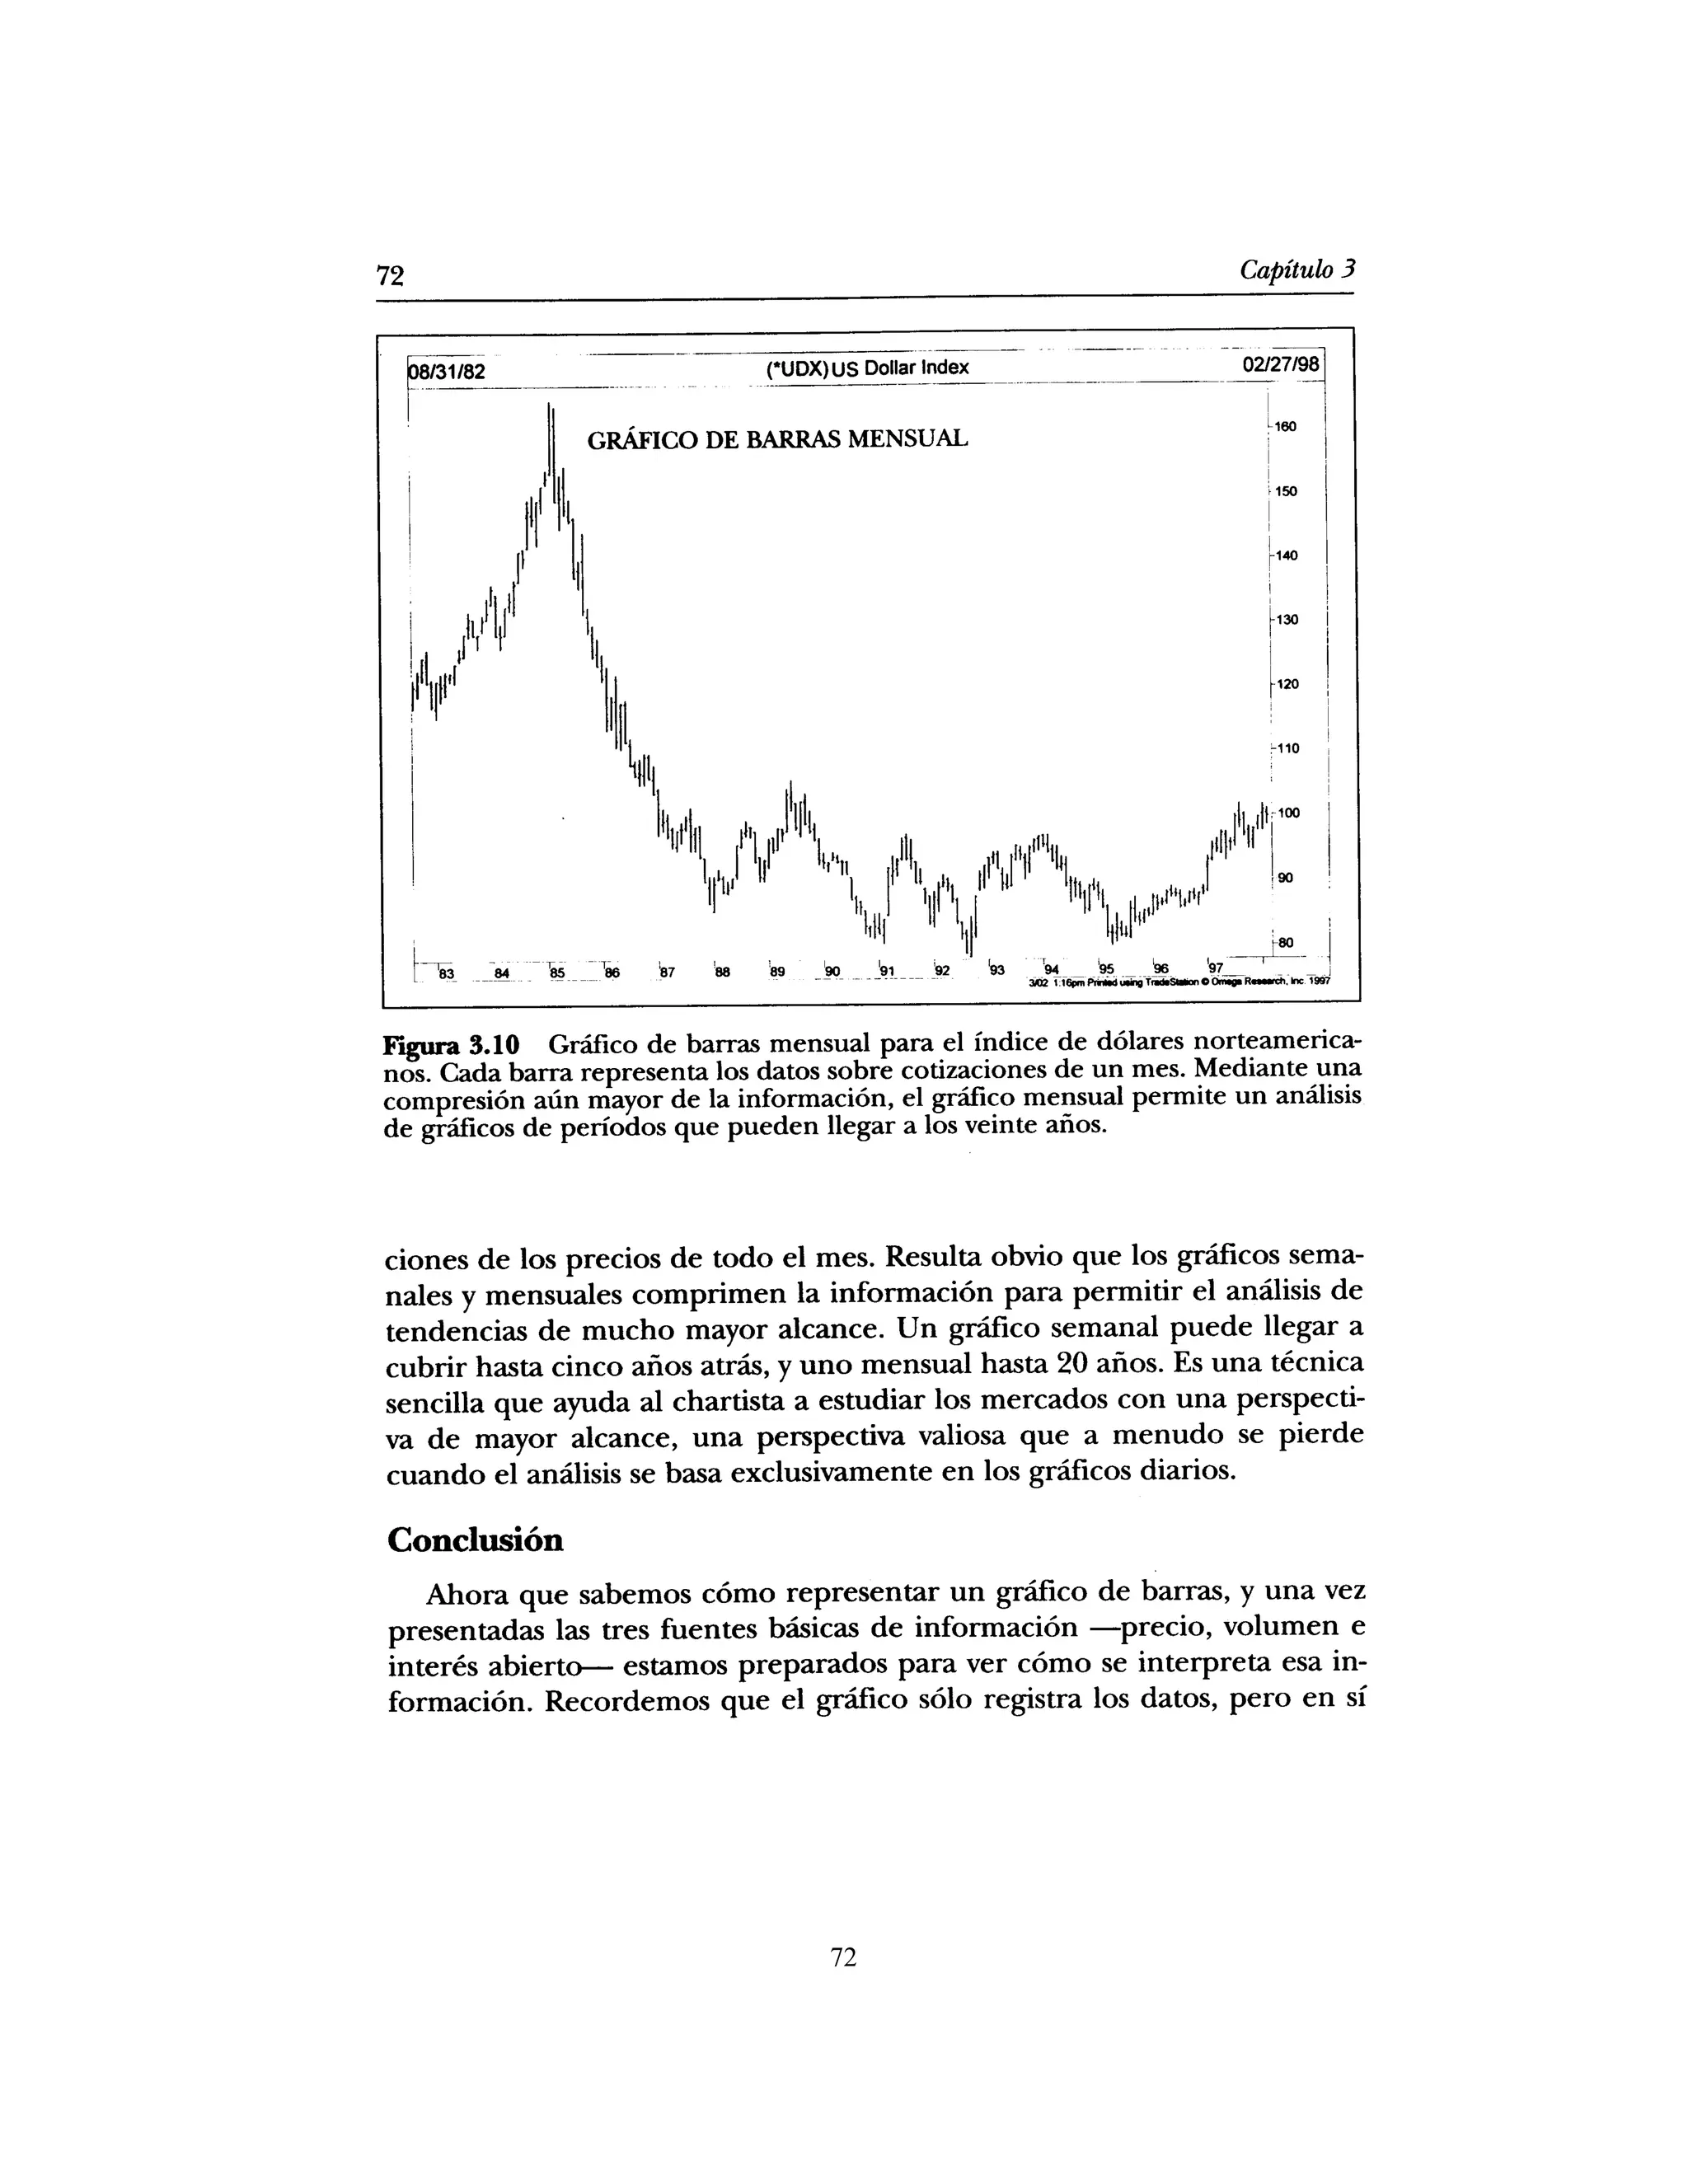 72 Capítulo 3
08/31/82 (*UDX) US Dollar Index 02/27/98
GRÁFICO DE BARRAS MENSUAL
160
150
140
130
120
110
100
90
80
'83 84 '85 '86 '87 '88 '89 '90 '91 '92 '93 '94 '95 '96 '97
3/02 1:16pm Printed using TradeStation © Omega Research, Inc. 1997
Figura 3.10 Gráfico de barras mensual para el índice de dólares norteamerica-
nos. Cada barra representa los datos sobre cotizaciones de un mes. Mediante una
compresión aún mayor de la información, el gráfico mensual permite un análisis
de gráficos de períodos que pueden llegar a los veinte años.
ciones de los precios de todo el mes. Resulta obvio que los gráficos sema-
nales y mensuales comprimen la información para permitir el análisis de
tendencias de mucho mayor alcance. Un gráfico semanal puede llegar a
cubrir hasta cinco años atrás, y uno mensual hasta 20 años. Es una técnica
sencilla que ayuda al chartista a estudiar los mercados con una perspecti-
va de mayor alcance, una perspectiva valiosa que a menudo se pierde
cuando el análisis se basa exclusivamente en los gráficos diarios.
Conclusión
Ahora que sabemos cómo representar un gráfico de barras, y una vez
presentadas las tres fuentes básicas de información —precio, volumen e
interés abierto— estamos preparados para ver cómo se interpreta esa in-
formación. Recordemos que el gráfico sólo registra los datos, pero en sí
72